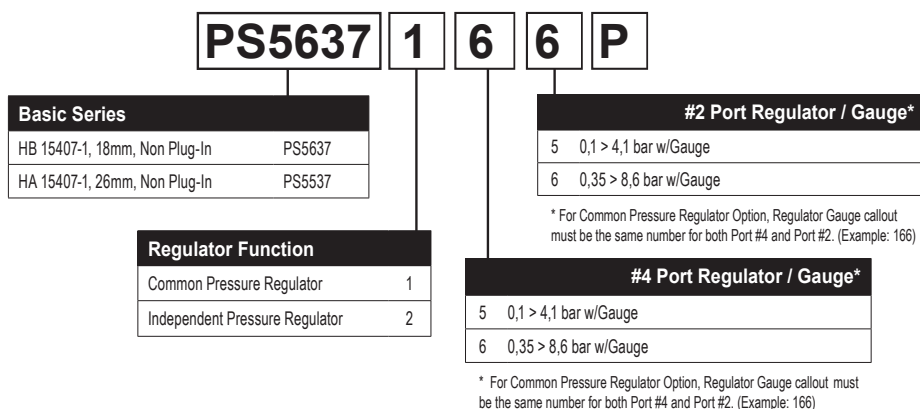 PS5637 1 6 6 P
Basic Series
HB 15407-1, 18mm, Non Plug-In PS5637
HA 15407-1, 26mm, Non Plug-In PS5537
#2 Port Regulator / Gauge*
5 0,1 > 4,1 bar w/Gauge
6 0,35 > 8,6 bar w/Gauge
* For Common Pressure Regulator Option, Regulator Gauge callout
must be the same number for both Port #4 and Port #2. (Example: 166)
Regulator Function
Common Pressure Regulator 1
Independent Pressure Regulator 2
#4 Port Regulator / Gauge*
5 0,1 > 4,1 bar w/Gauge
6 0,35 > 8,6 bar w/Gauge
* For Common Pressure Regulator Option, Regulator Gauge callout must
be the same number for both Port #4 and Port #2. (Example: 166)